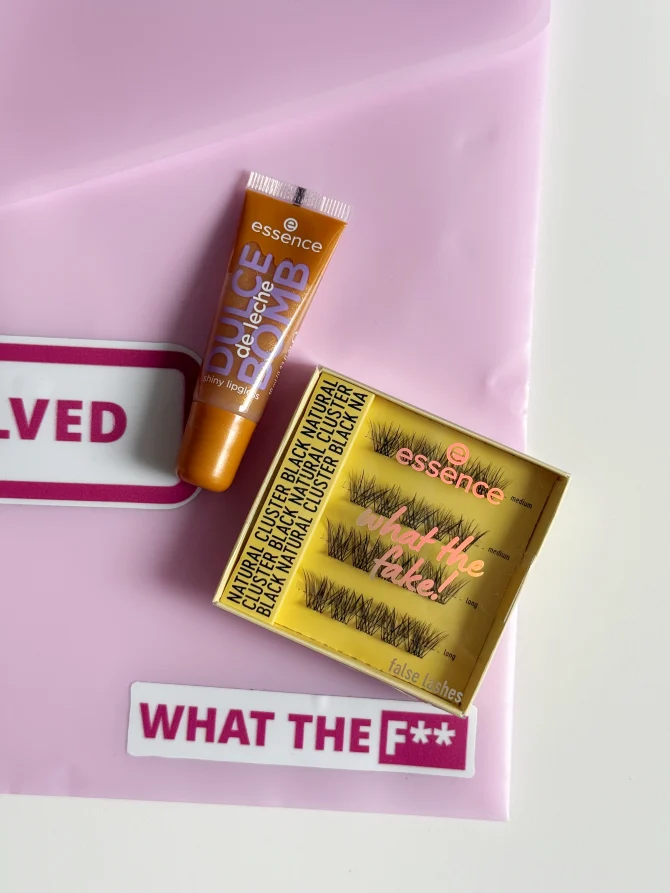 essence
DULCE
de leche
BOMB
shiny lipgloss
LVED
NATURAL CLUSTER BLACK NATURAL
CLUSTER BLACK NATURAL CLUSTER
BLACK NATURAL CLUSTER BLACK NA
essence
what the
fake!
medium
medium
long
long
false lashes
WHAT THE F**